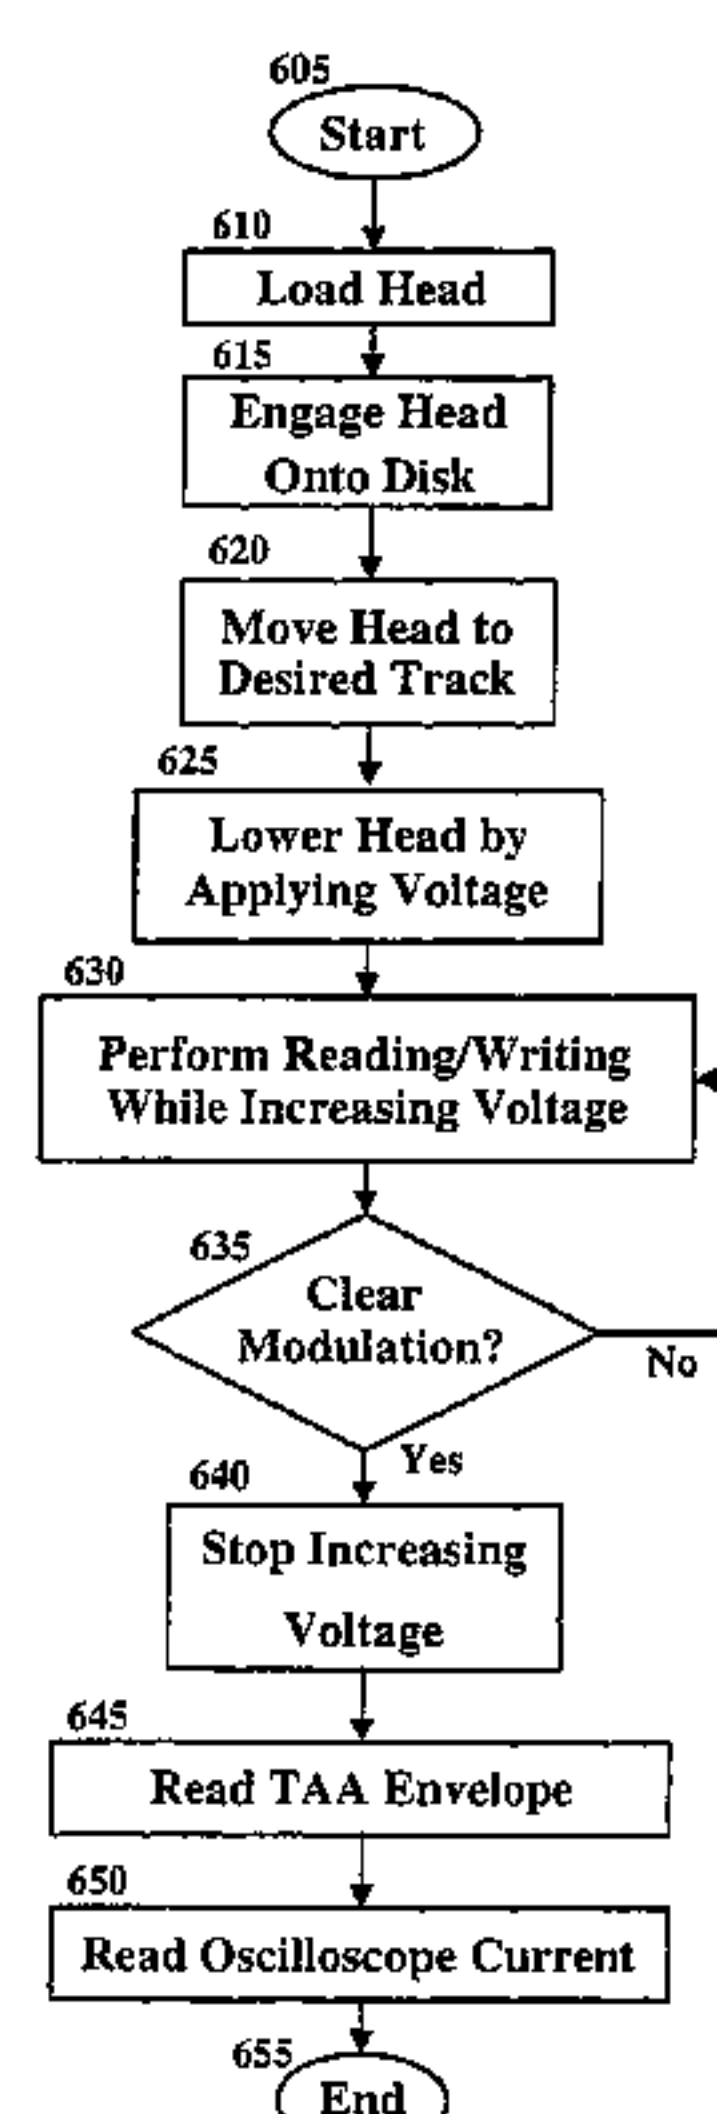 605
Start
610
Load Head
615
Engage Head
Onto Disk
620
Move Head to
Desired Track
625
Lower Head by
Applying Voltage
630
Perform Reading/Writing
While Increasing Voltage
635
Clear
Modulation?
No
Yes
640
Stop Increasing
Voltage
645
Read TAA Envelope
650
Read Oscilloscope Current
655
End